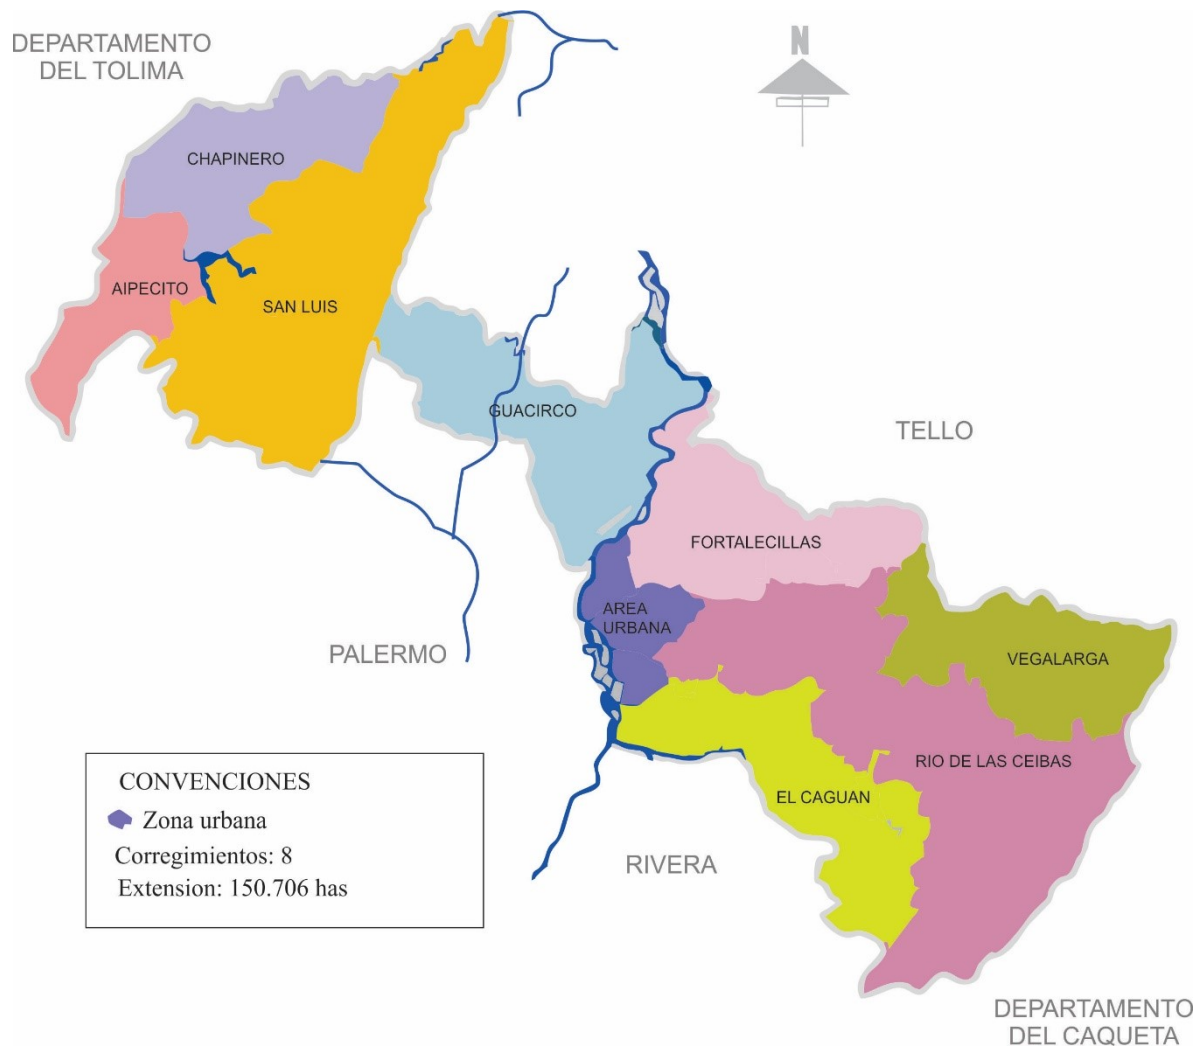 DEPARTAMENTO
DEL TOLIMA
N
CHAPINERO
AIPECITO
SAN LUIS
GUACIRCO
TELLO
FORTALECILLAS
AREA
URBANA
PALERMO
VEGALARGA
RIO DE LAS CEIBAS
EL CAGUAN
RIVERA
CONVENCIONES
Zona urbana
Corregimientos: 8
Extension: 150.706 has
DEPARTAMENTO
DEL CAQUETA